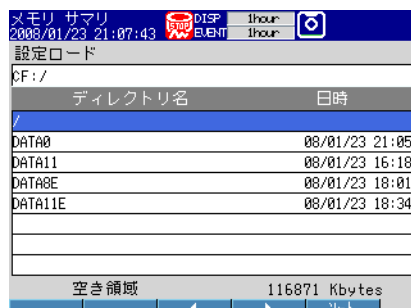 メモリ サマリ
2008/01/23 21:07:43
STOP
DISP 1hour
EVENT 1hour
設定ロード
CF:/
ディレクトリ名 日時
/
DATA0 08/01/23 21:05
DATA11 08/01/23 16:18
DATA8E 08/01/23 18:01
DATA11E 08/01/23 18:34
空き領域 116871 Kbytes